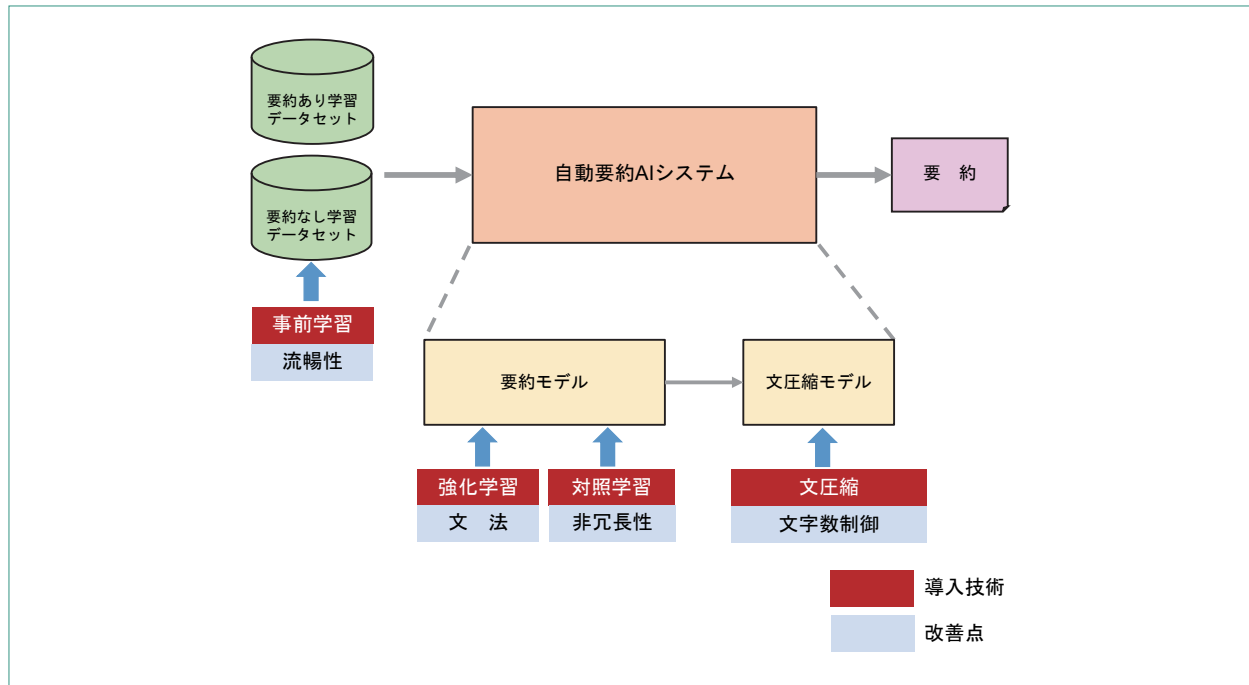 要約あり学習
データセット
要約なし学習
データセット
自動要約AIシステム
要　約
事前学習
流暢性
要約モデル
文圧縮モデル
強化学習
文　法
対照学習
非冗長性
文圧縮
文字数制御
導入技術
改善点